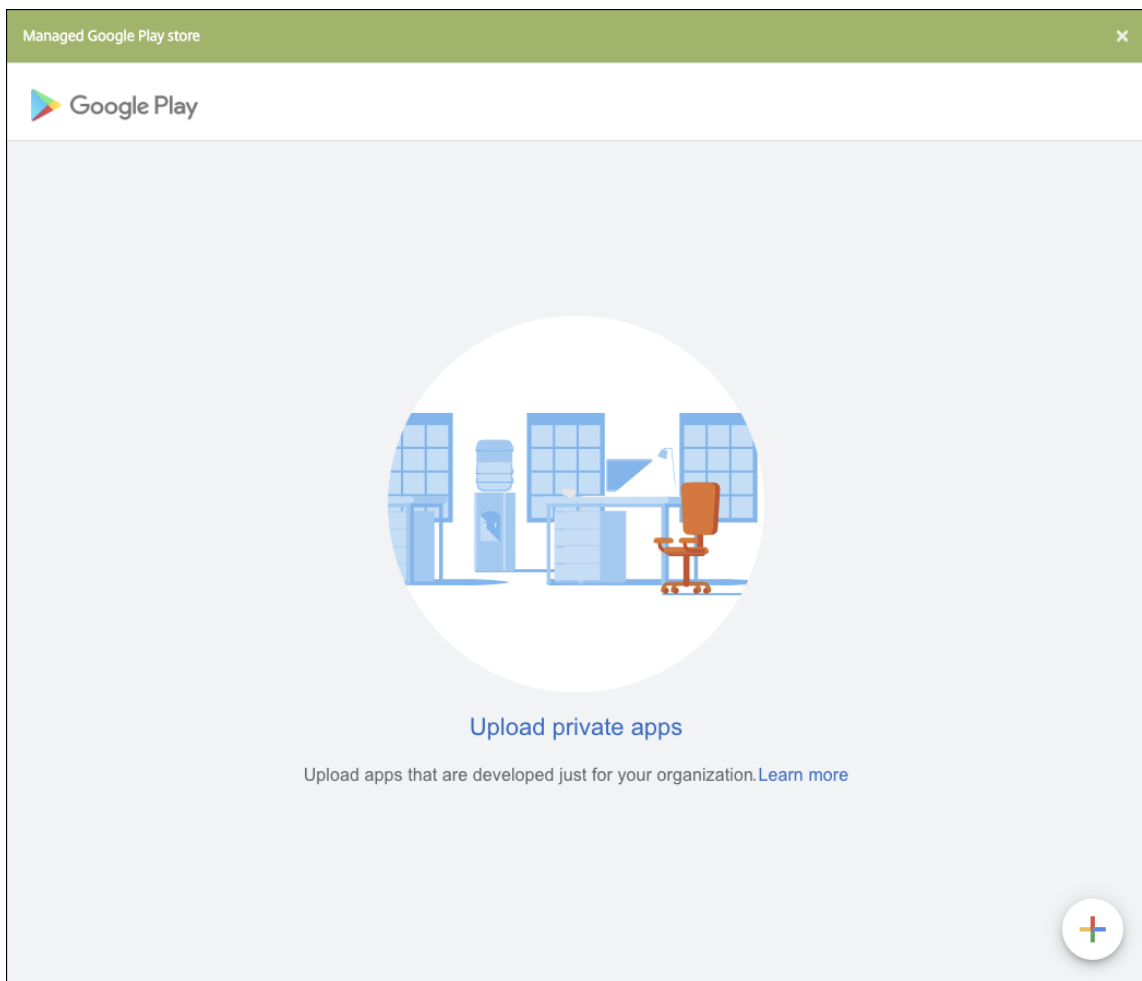 Managed Google Play store
Google Play
Upload private apps
Upload apps that are developed just for your organization. Learn more